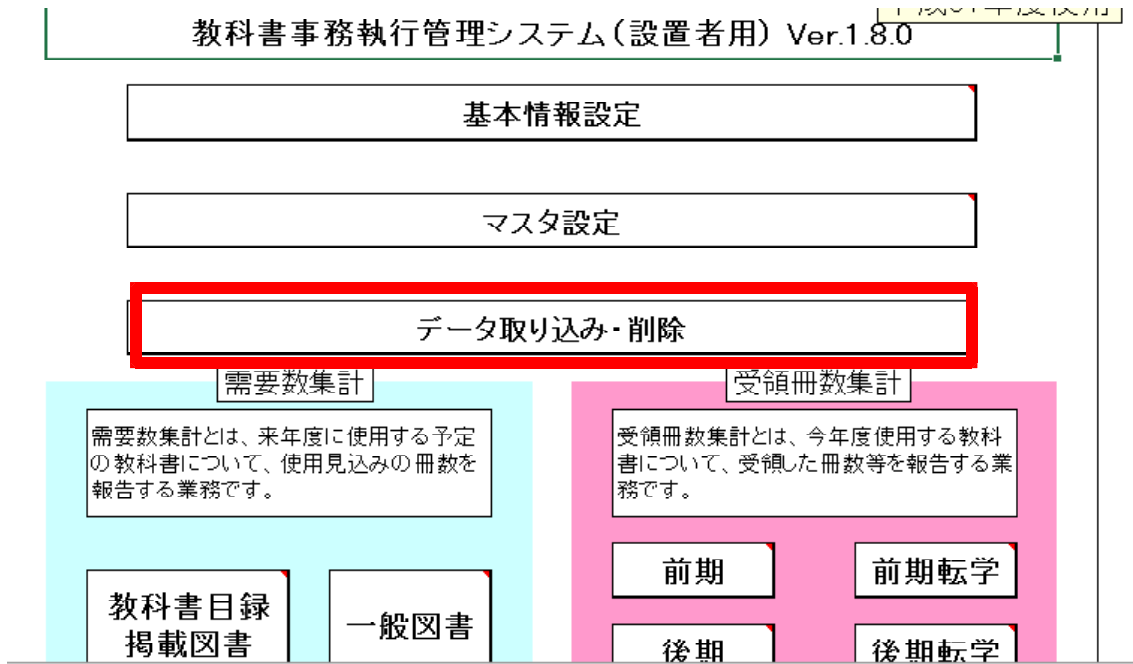 教科書事務執行管理システム(設置者用) Ver.1.8.0
基本情報設定
マスタ設定
データ取り込み・削除
需要数集計
需要数集計とは、来年度に使用する予定
の教科書について、使用見込みの冊数を
報告する業務です。
教科書目録
掲載図書
一般図書
受領冊数集計
受領冊数集計とは、今年度使用する教科
書について、受領した冊数等を報告する業
務です。
前期
前期転学
後期
後期転学